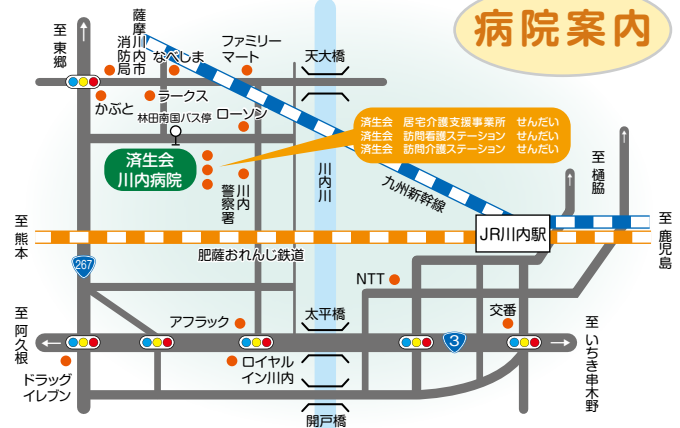 病院案内
至 東郷
薩摩川内市
消防局
なべしま
ファミリー
マート
天大橋
かぶと
ラークス
林田南国バス停
ローソン
済生会 居宅介護支援事業所 せんだい
済生会 訪問看護ステーション せんだい
済生会 訪問介護ステーション せんだい
済生会
川内病院
川内
警察署
川内川
九州新幹線
至 樋脇
至 熊本
JR川内駅
至 鹿児島
肥薩おれんじ鉄道
267
NTT
至 阿久根
アフラック
太平橋
交番
3
至 いちき串木野
ドラッグ
イレブン
ロイヤル
イン川内
開戸橋